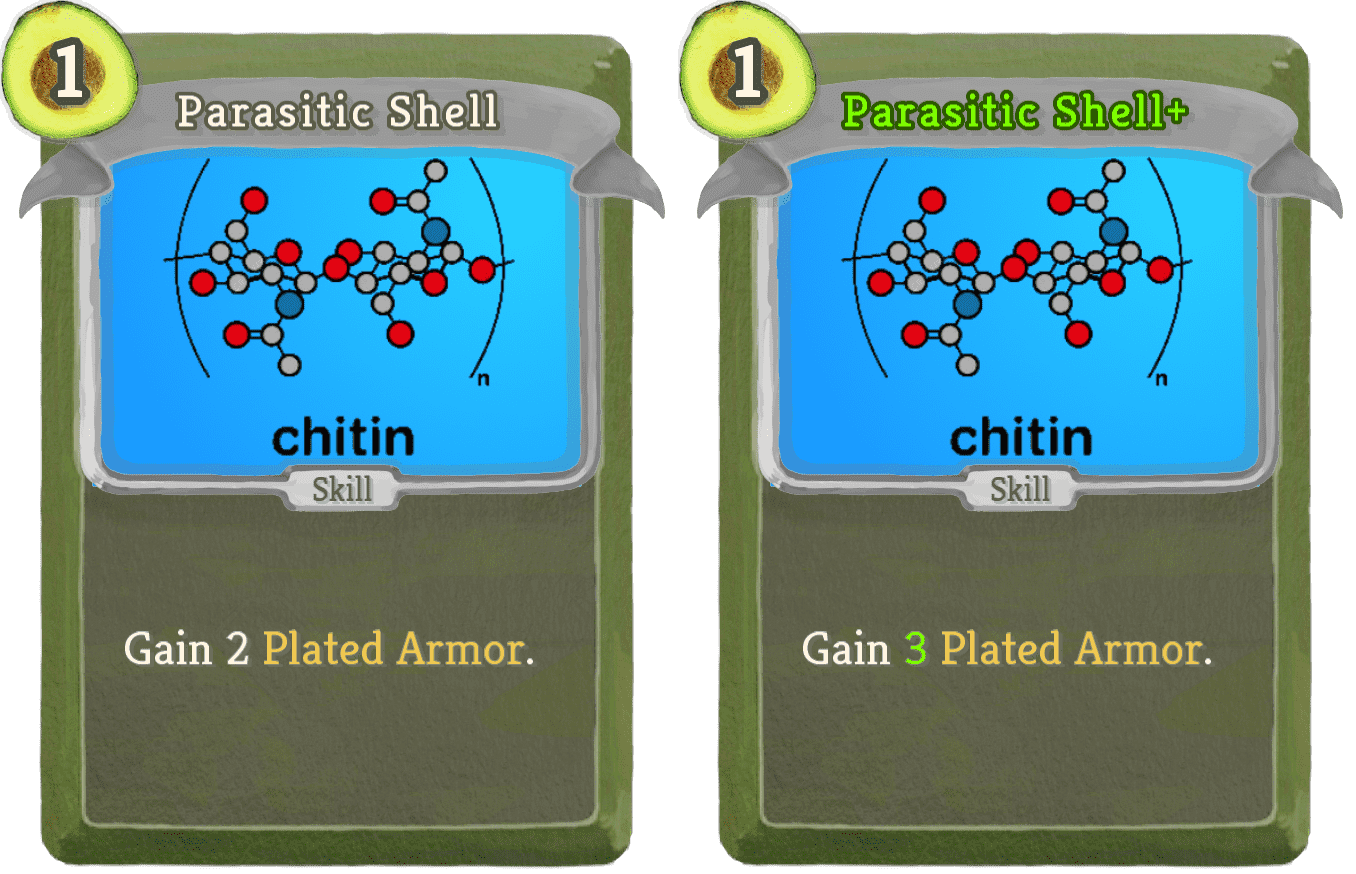 1
Parasitic Shell
n
chitin
Skill
Gain 2 Plated Armor.
1
Parasitic Shell+
n
chitin
Skill
Gain 3 Plated Armor.